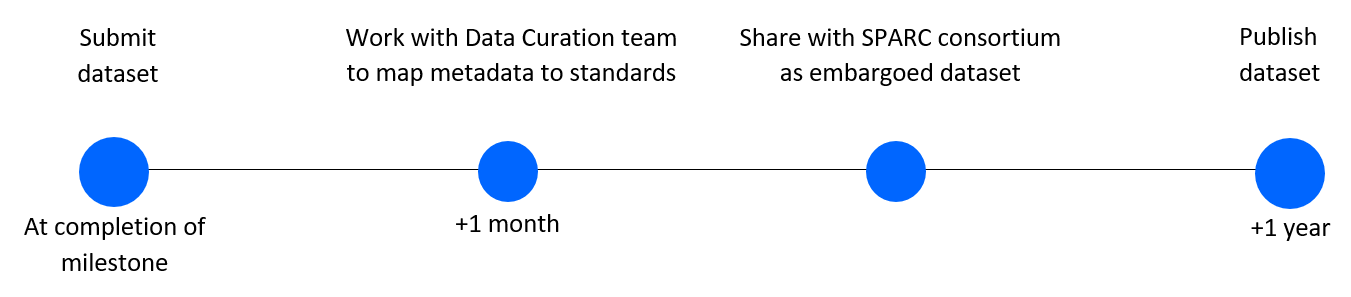 Submit
dataset
Work with Data Curation team
to map metadata to standards
Share with SPARC consortium
as embargoed dataset
Publish
dataset
At completion of
milestone
+1 month
+1 year